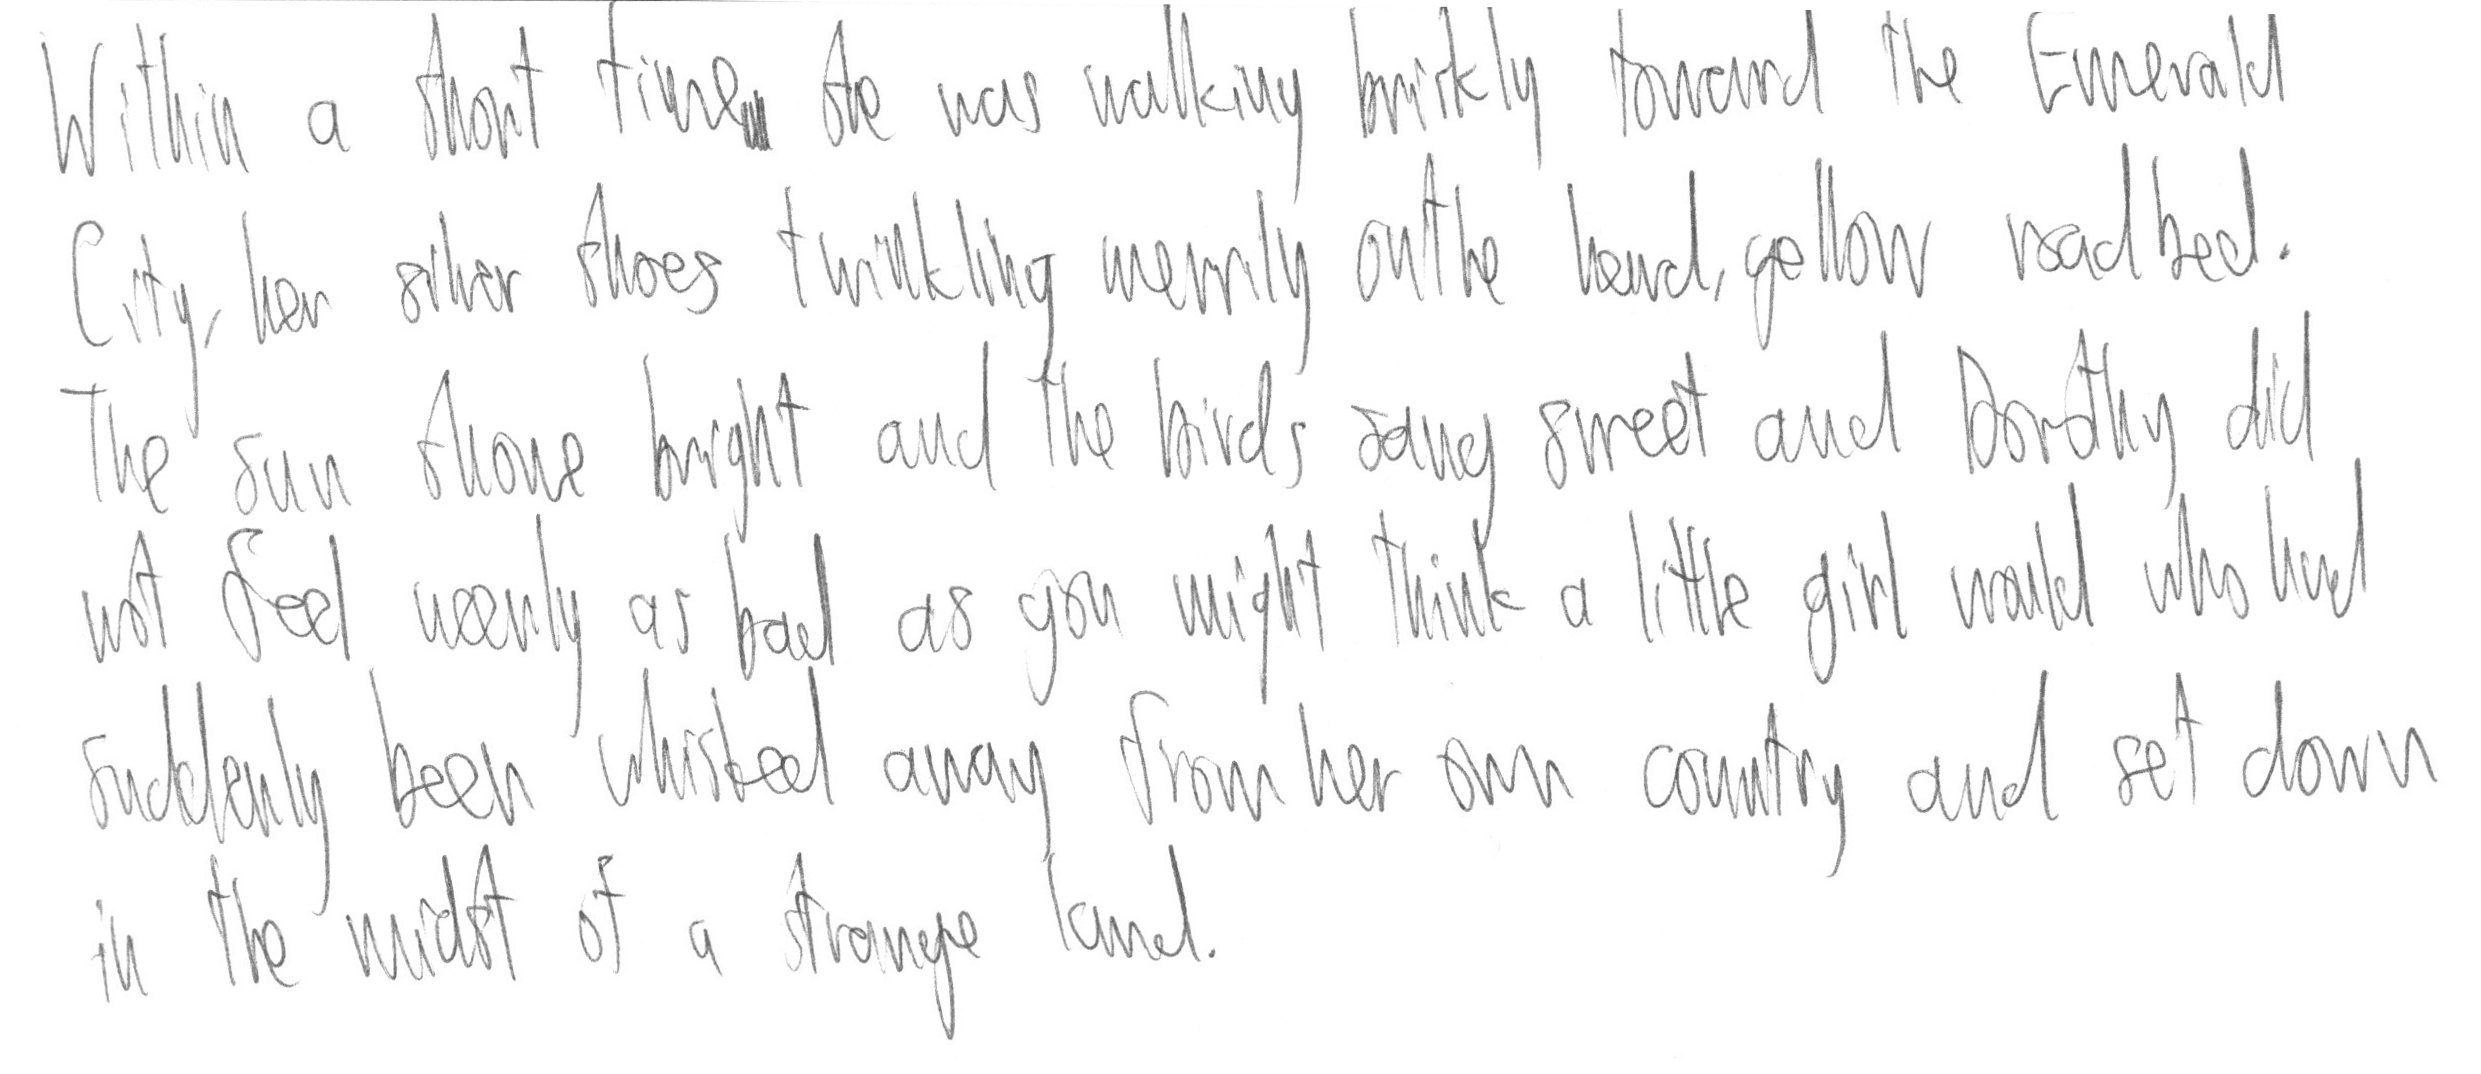 Within a short time she was walking briskly toward the Emerald
City, her silver shoes twinkling merrily on the hard, yellow roadbed.
The sun shone bright and the birds sang sweet and Dorothy did
not feel nearly as bad as you might think a little girl would who had
suddenly been whisked away from her own country and set down
in the midst of a strange land.